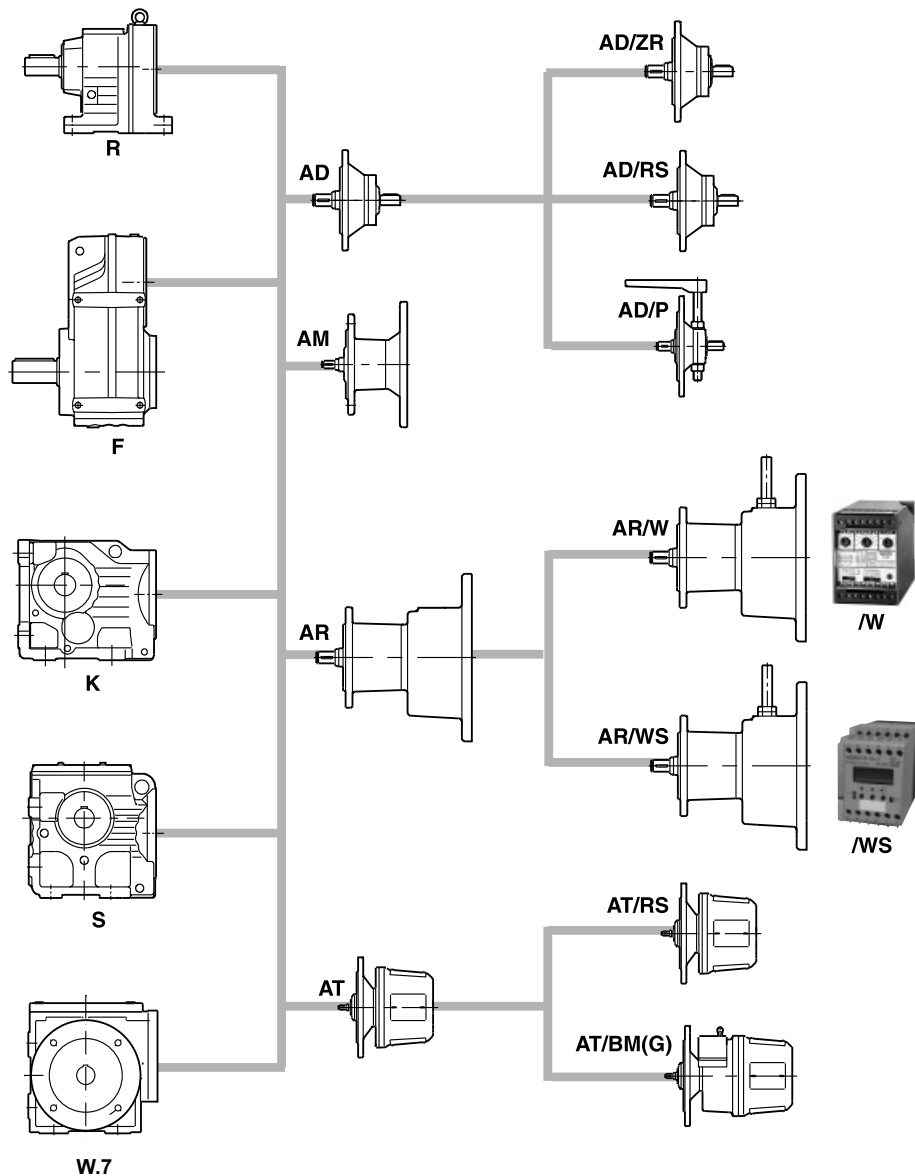 R
F
K
S
W.7
AD
AM
AR
AT
AD/ZR
AD/RS
AD/P
AR/W
/W
AR/WS
/WS
AT/RS
AT/BM(G)